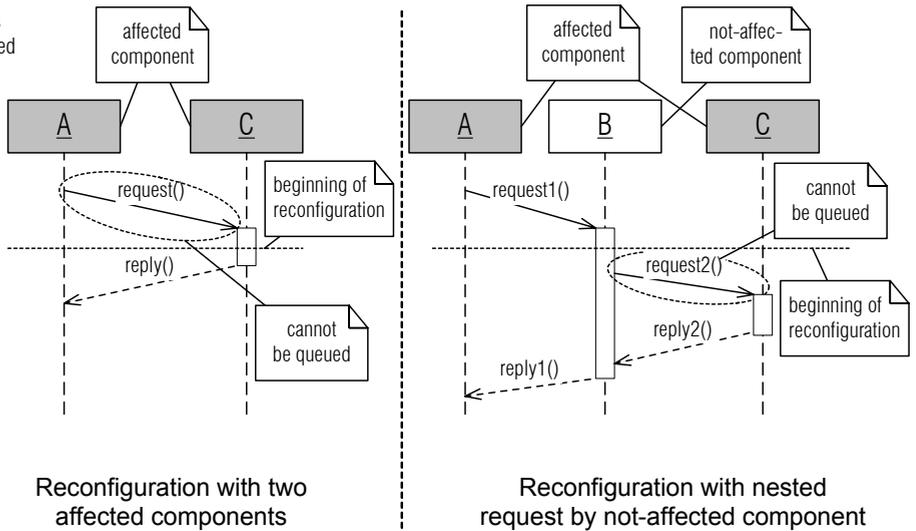 ed
affected
component
A
C
request()
beginning of
reconfiguration
reply()
cannot
be queued
Reconfiguration with two
affected components
affected
component
not-affec-
ted component
A
B
C
request1()
cannot
be queued
request2()
beginning of
reconfiguration
reply2()
reply1()
Reconfiguration with nested
request by not-affected component